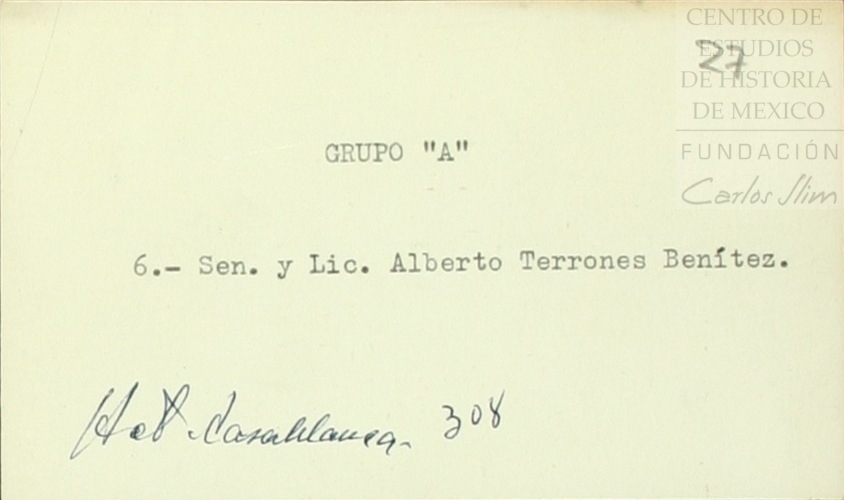 CENTRO DE
ESTUDIOS
DE HISTORIA
DE MEXICO
FUNDACIÓN
Carlos Slim
27
GRUPO "A"
6.- Sen. y Lic. Alberto Terrones Benítez.
Hot. Casablanca. 308